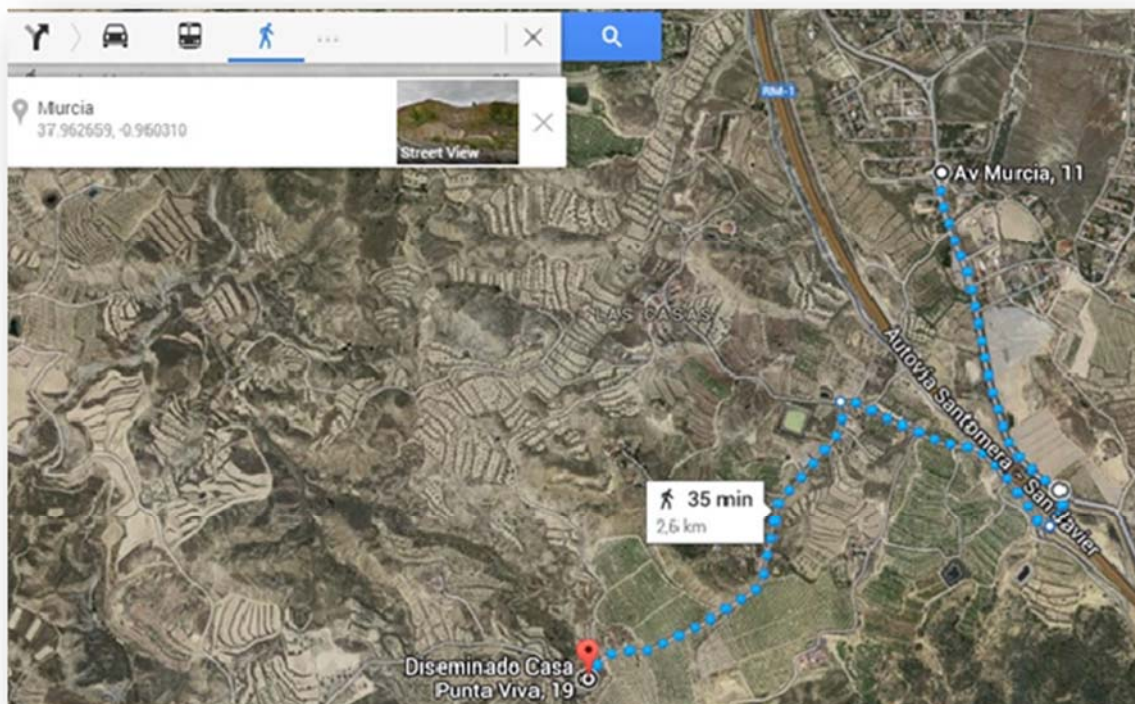 Murcia
37.962659, -0.960310
Street View
RM-1
Av Murcia, 11
LAS CASAS
Autovía Santomera - San Javier
35 min
2,6 km
Diseminado Casa
Punta Viva, 19